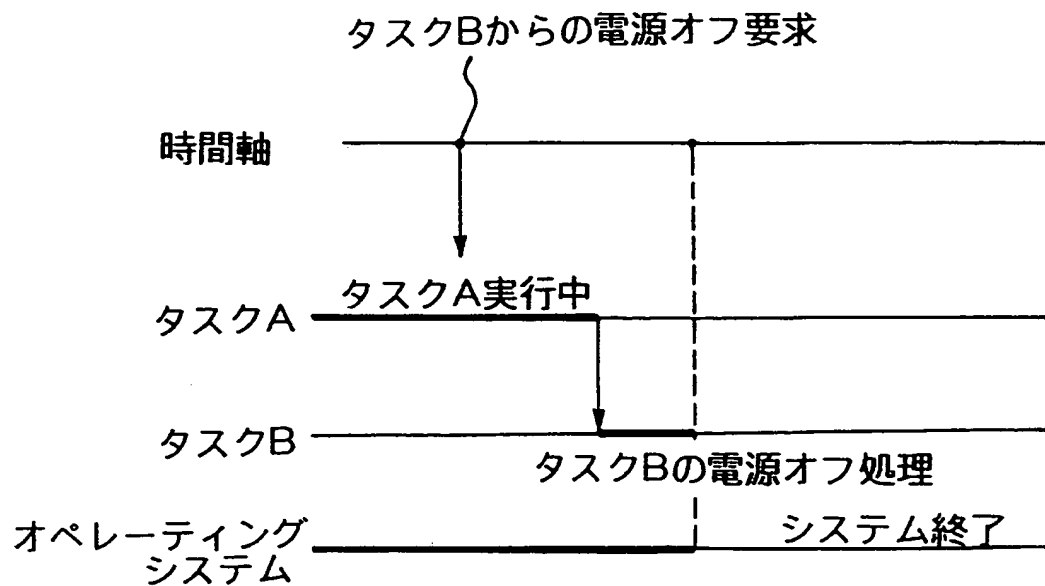 タスクBからの電源オフ要求
時間軸
タスクA実行中
タスクA
タスクB
タスクBの電源オフ処理
オペレーティング
システム
システム終了